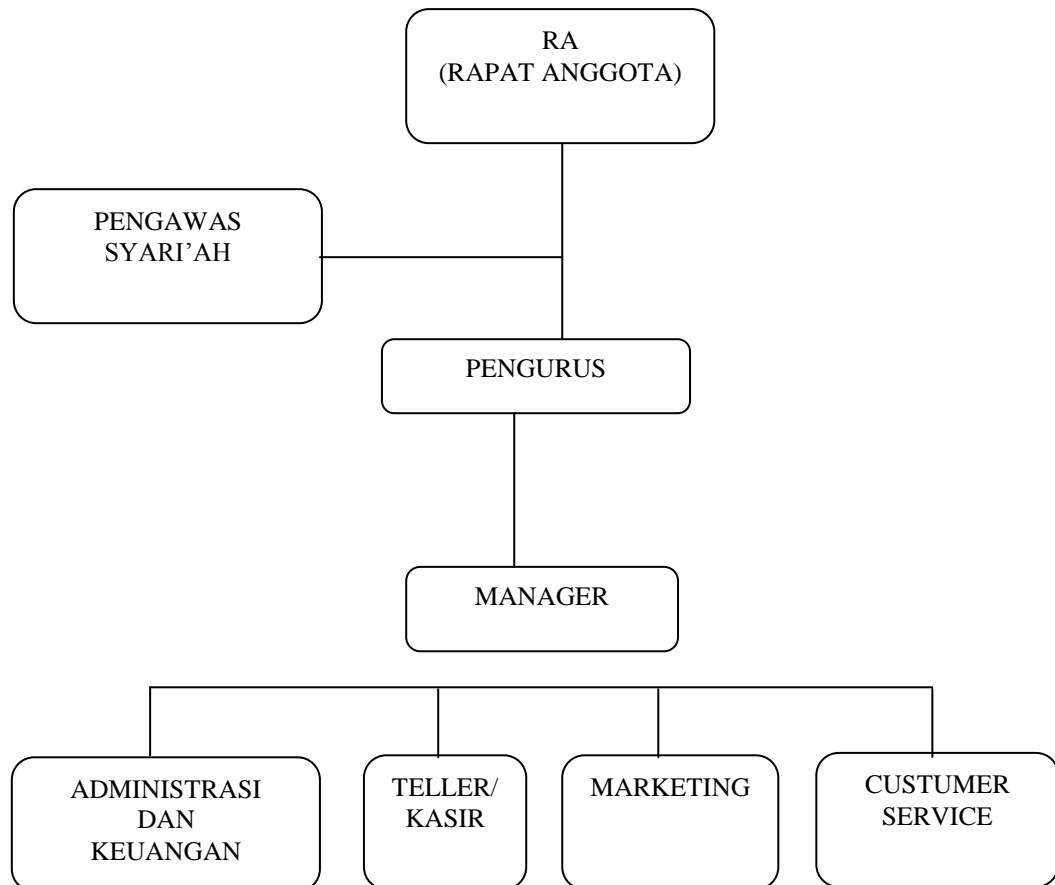 RA
(RAPAT ANGGOTA)
PENGAWAS
SYARI’AH
PENGURUS
MANAGER
ADMINISTRASI
DAN
KEUANGAN
TELLER/
KASIR
MARKETING
CUSTUMER
SERVICE